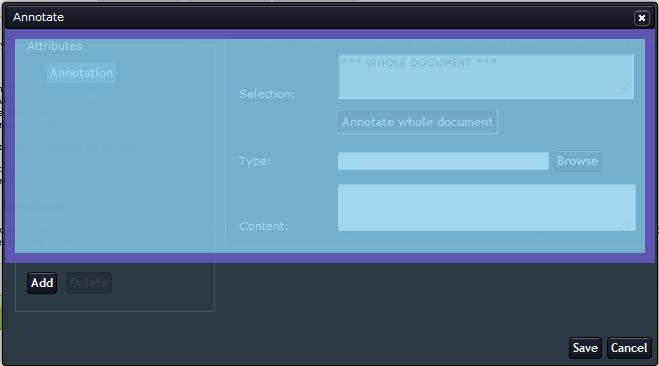 Annotate
Attributes
Annotation
Selection:
*** WHOLE DOCUMENT ***
Annotate whole document
Type:
Browse
Content:
Add
Delete
Save
Cancel